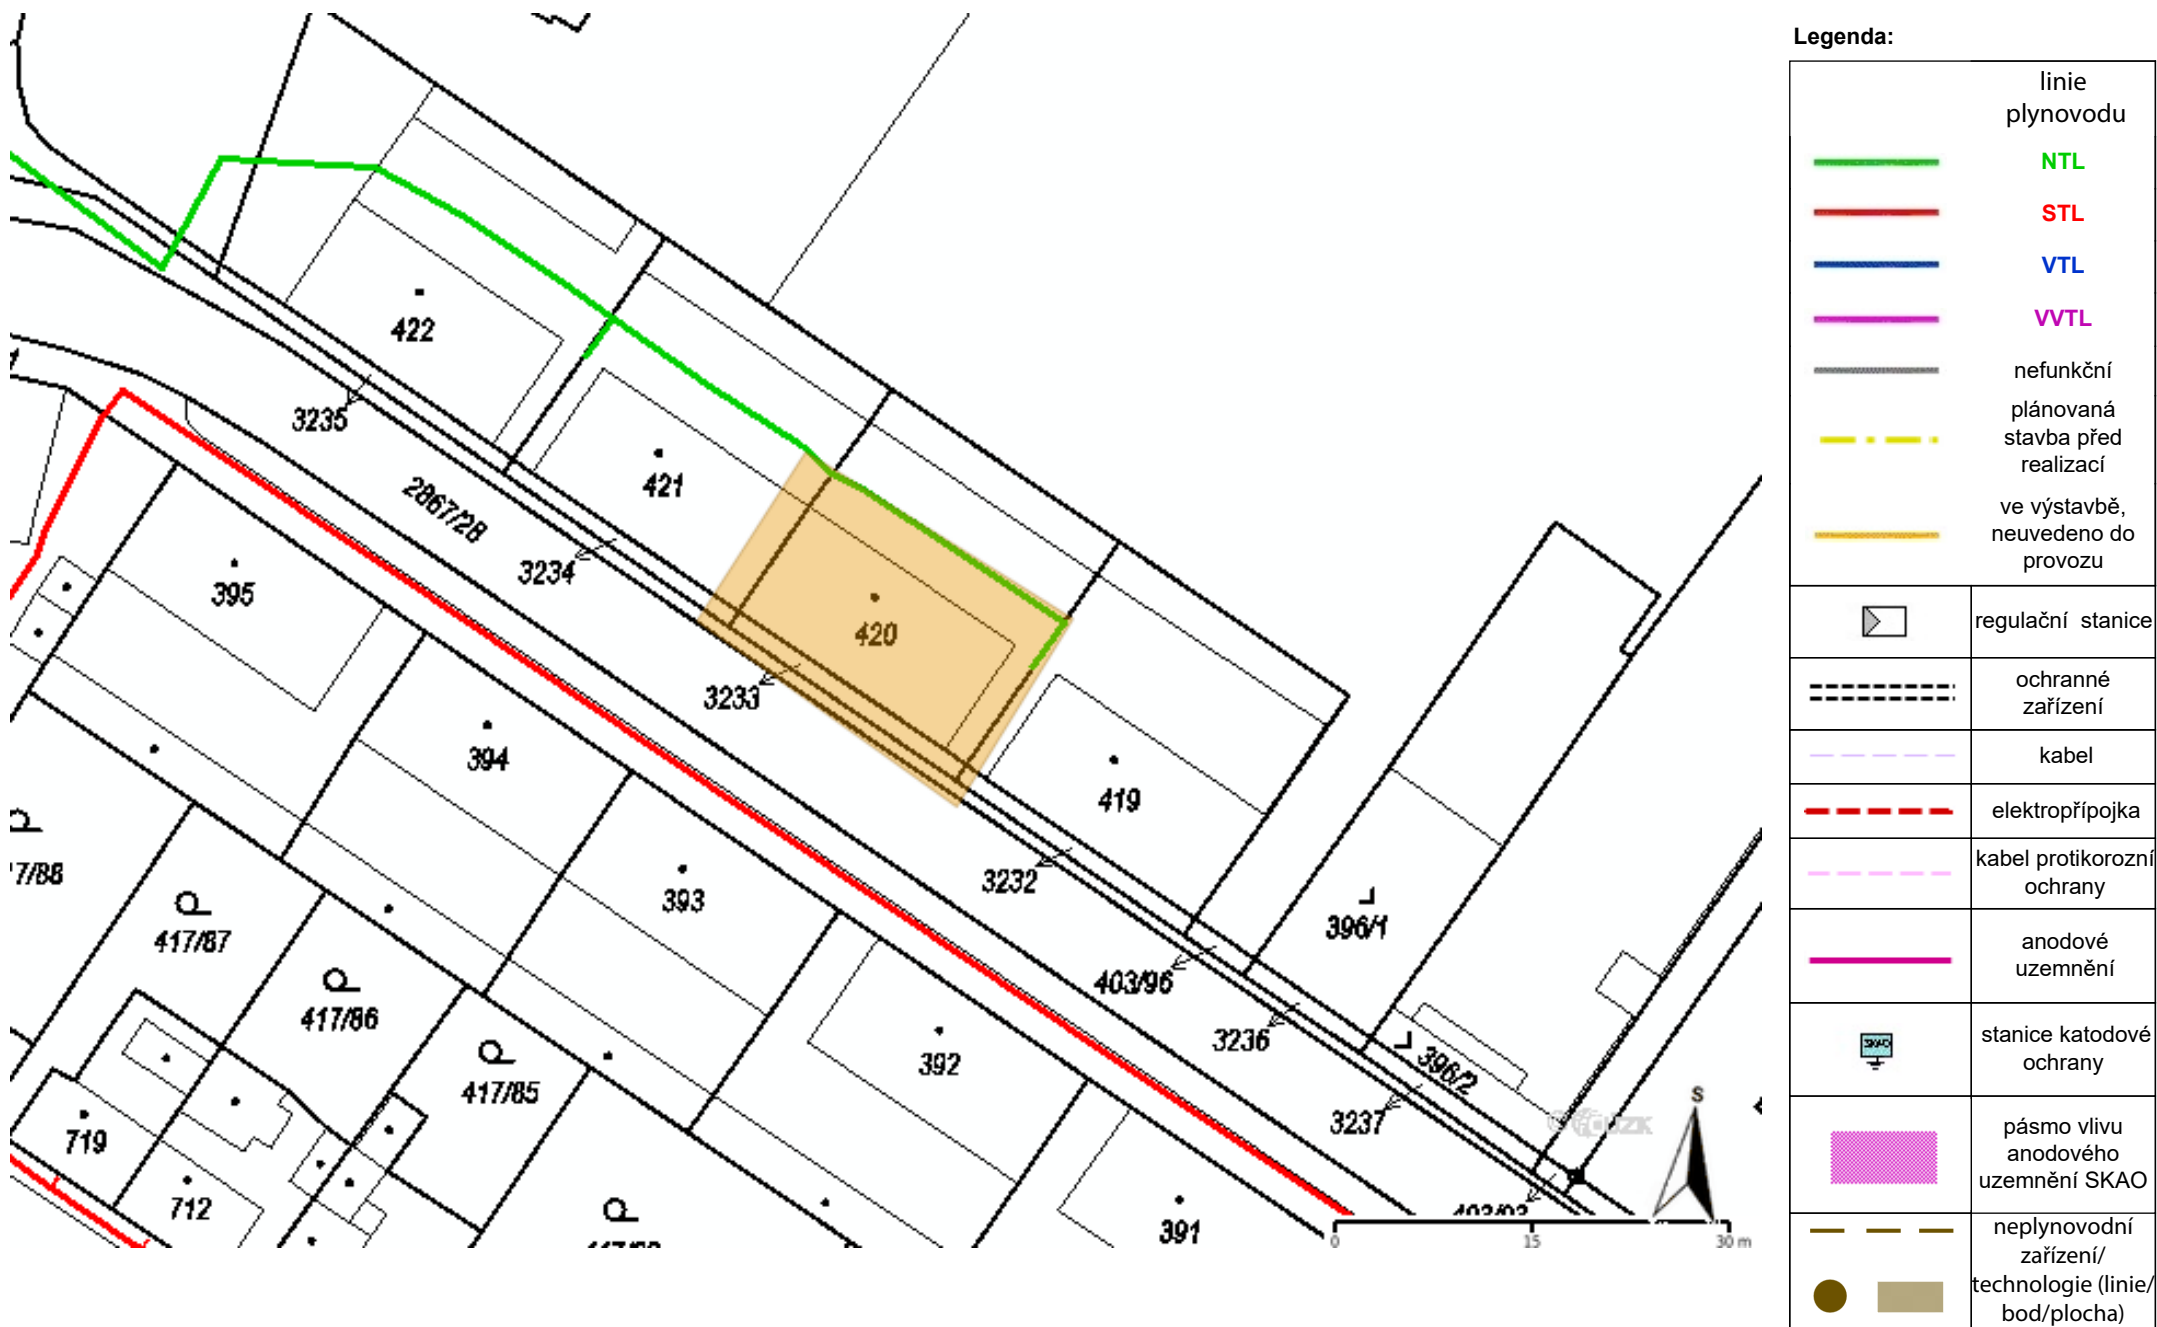 Legenda:
linie
plynovodu
NTL
STL
VTL
VVTL
nefunkční
plánovaná
stavba před
realizací
ve výstavbě,
neuvedeno do
provozu
regulační stanice
ochranné
zařízení
kabel
elektropřípojka
kabel protikorozní
ochrany
anodové
uzemnění
SKAO
stanice katodové
ochrany
pásmo vlivu
anodového
uzemnění SKAO
neplynovodní
zařízení/
technologie (linie/
bod/plocha)
422
3235
421
2867/28
3234
395
420
3233
394
419
3232
7/88
393
396/1
417/87
403/96
417/86
3236
392
396/2
417/85
3237
719
712
391
S
0
15
30 m